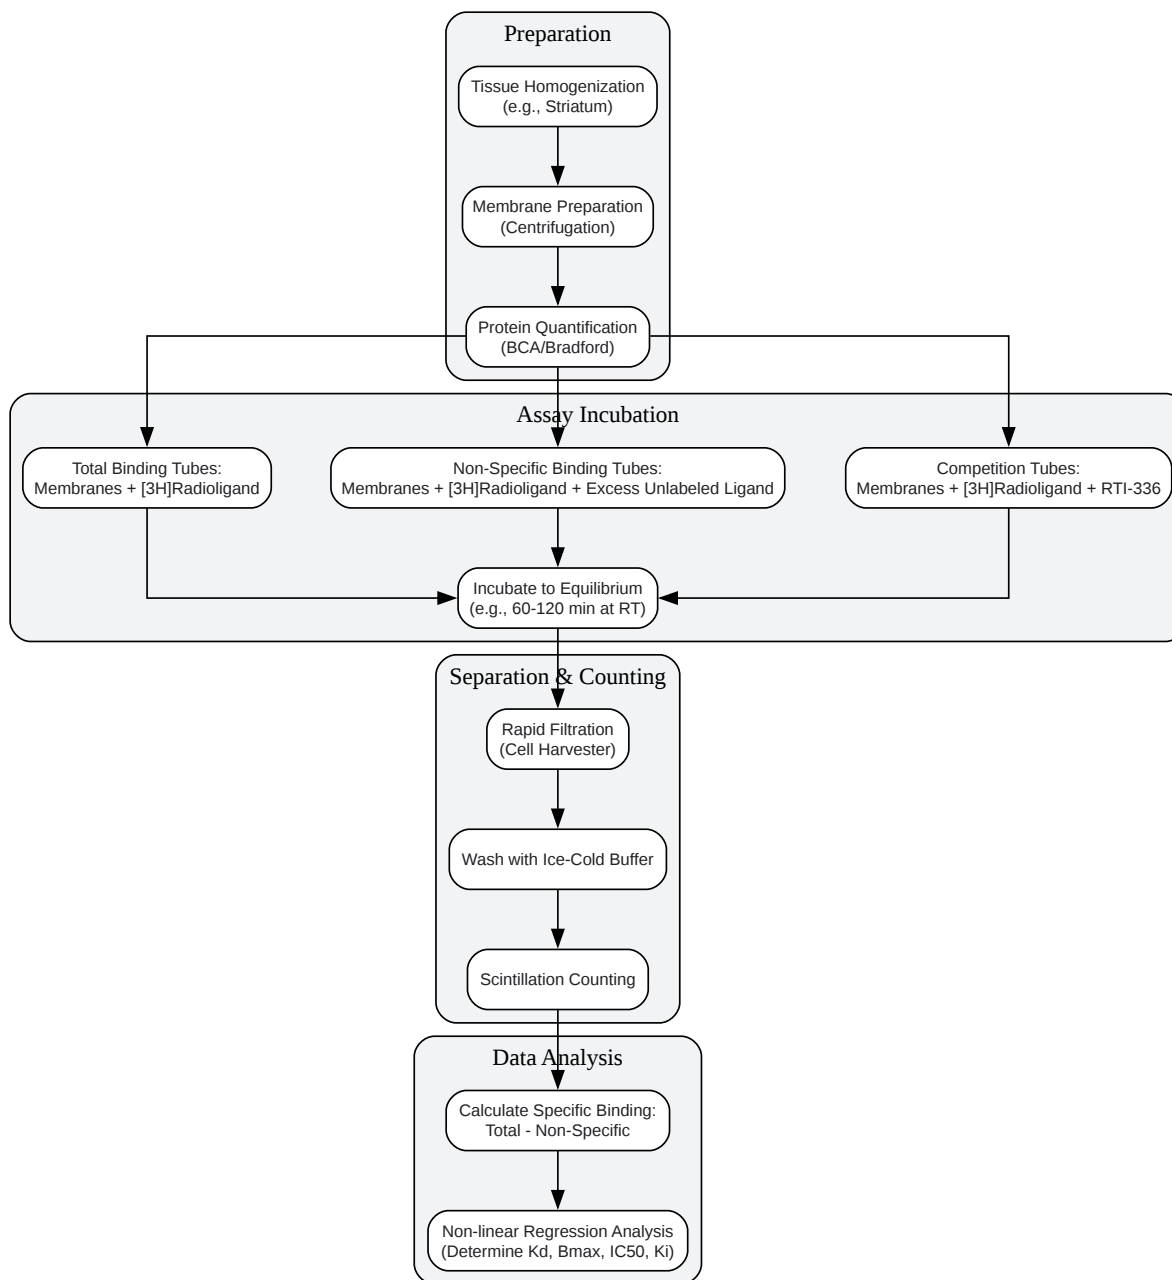 Preparation
Tissue Homogenization
(e.g., Striatum)
Membrane Preparation
(Centrifugation)
Protein Quantification
(BCA/Bradford)
Assay Incubation
Total Binding Tubes:
Membranes + [3H]Radioligand
Non-Specific Binding Tubes:
Membranes + [3H]Radioligand + Excess Unlabeled Ligand
Competition Tubes:
Membranes + [3H]Radioligand + RTI-336
Incubate to Equilibrium
(e.g., 60-120 min at RT)
Separation & Counting
Rapid Filtration
(Cell Harvester)
Wash with Ice-Cold Buffer
Scintillation Counting
Data Analysis
Calculate Specific Binding:
Total - Non-Specific
Non-linear Regression Analysis
(Determine Kd, Bmax, IC50, Ki)